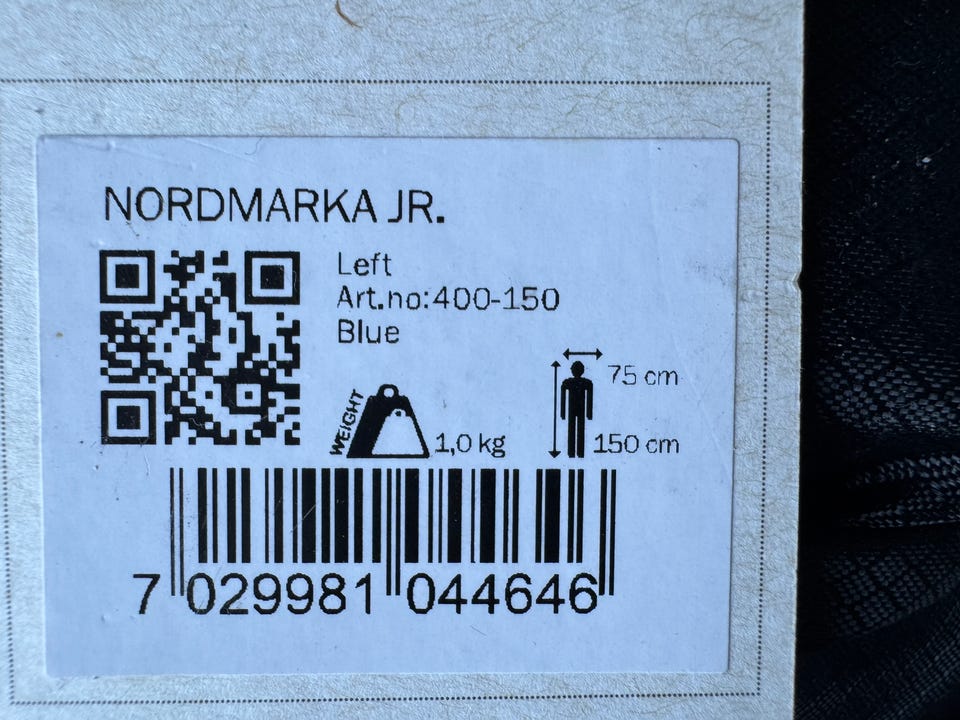 NORDMARKA JR.
Left
Art.no:400-150
Blue
WEIGHT
1,0 kg
75 cm
150 cm
7 029981 044646